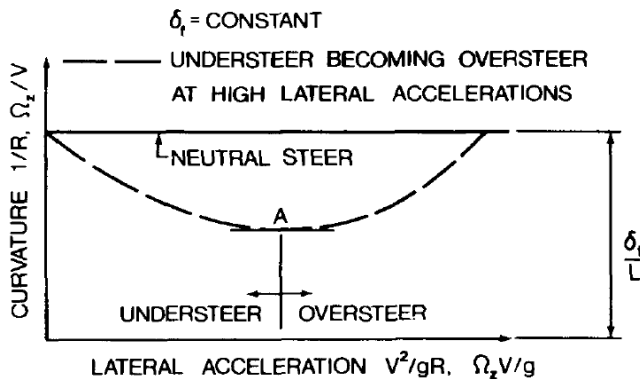 δf = CONSTANT
UNDERSTEER BECOMING OVERSTEER
AT HIGH LATERAL ACCELERATIONS
CURVATURE 1/R, Ωz/V
NEUTRAL STEER
A
δf
L
UNDERSTEER
OVERSTEER
LATERAL ACCELERATION V²/gR, ΩzV/g